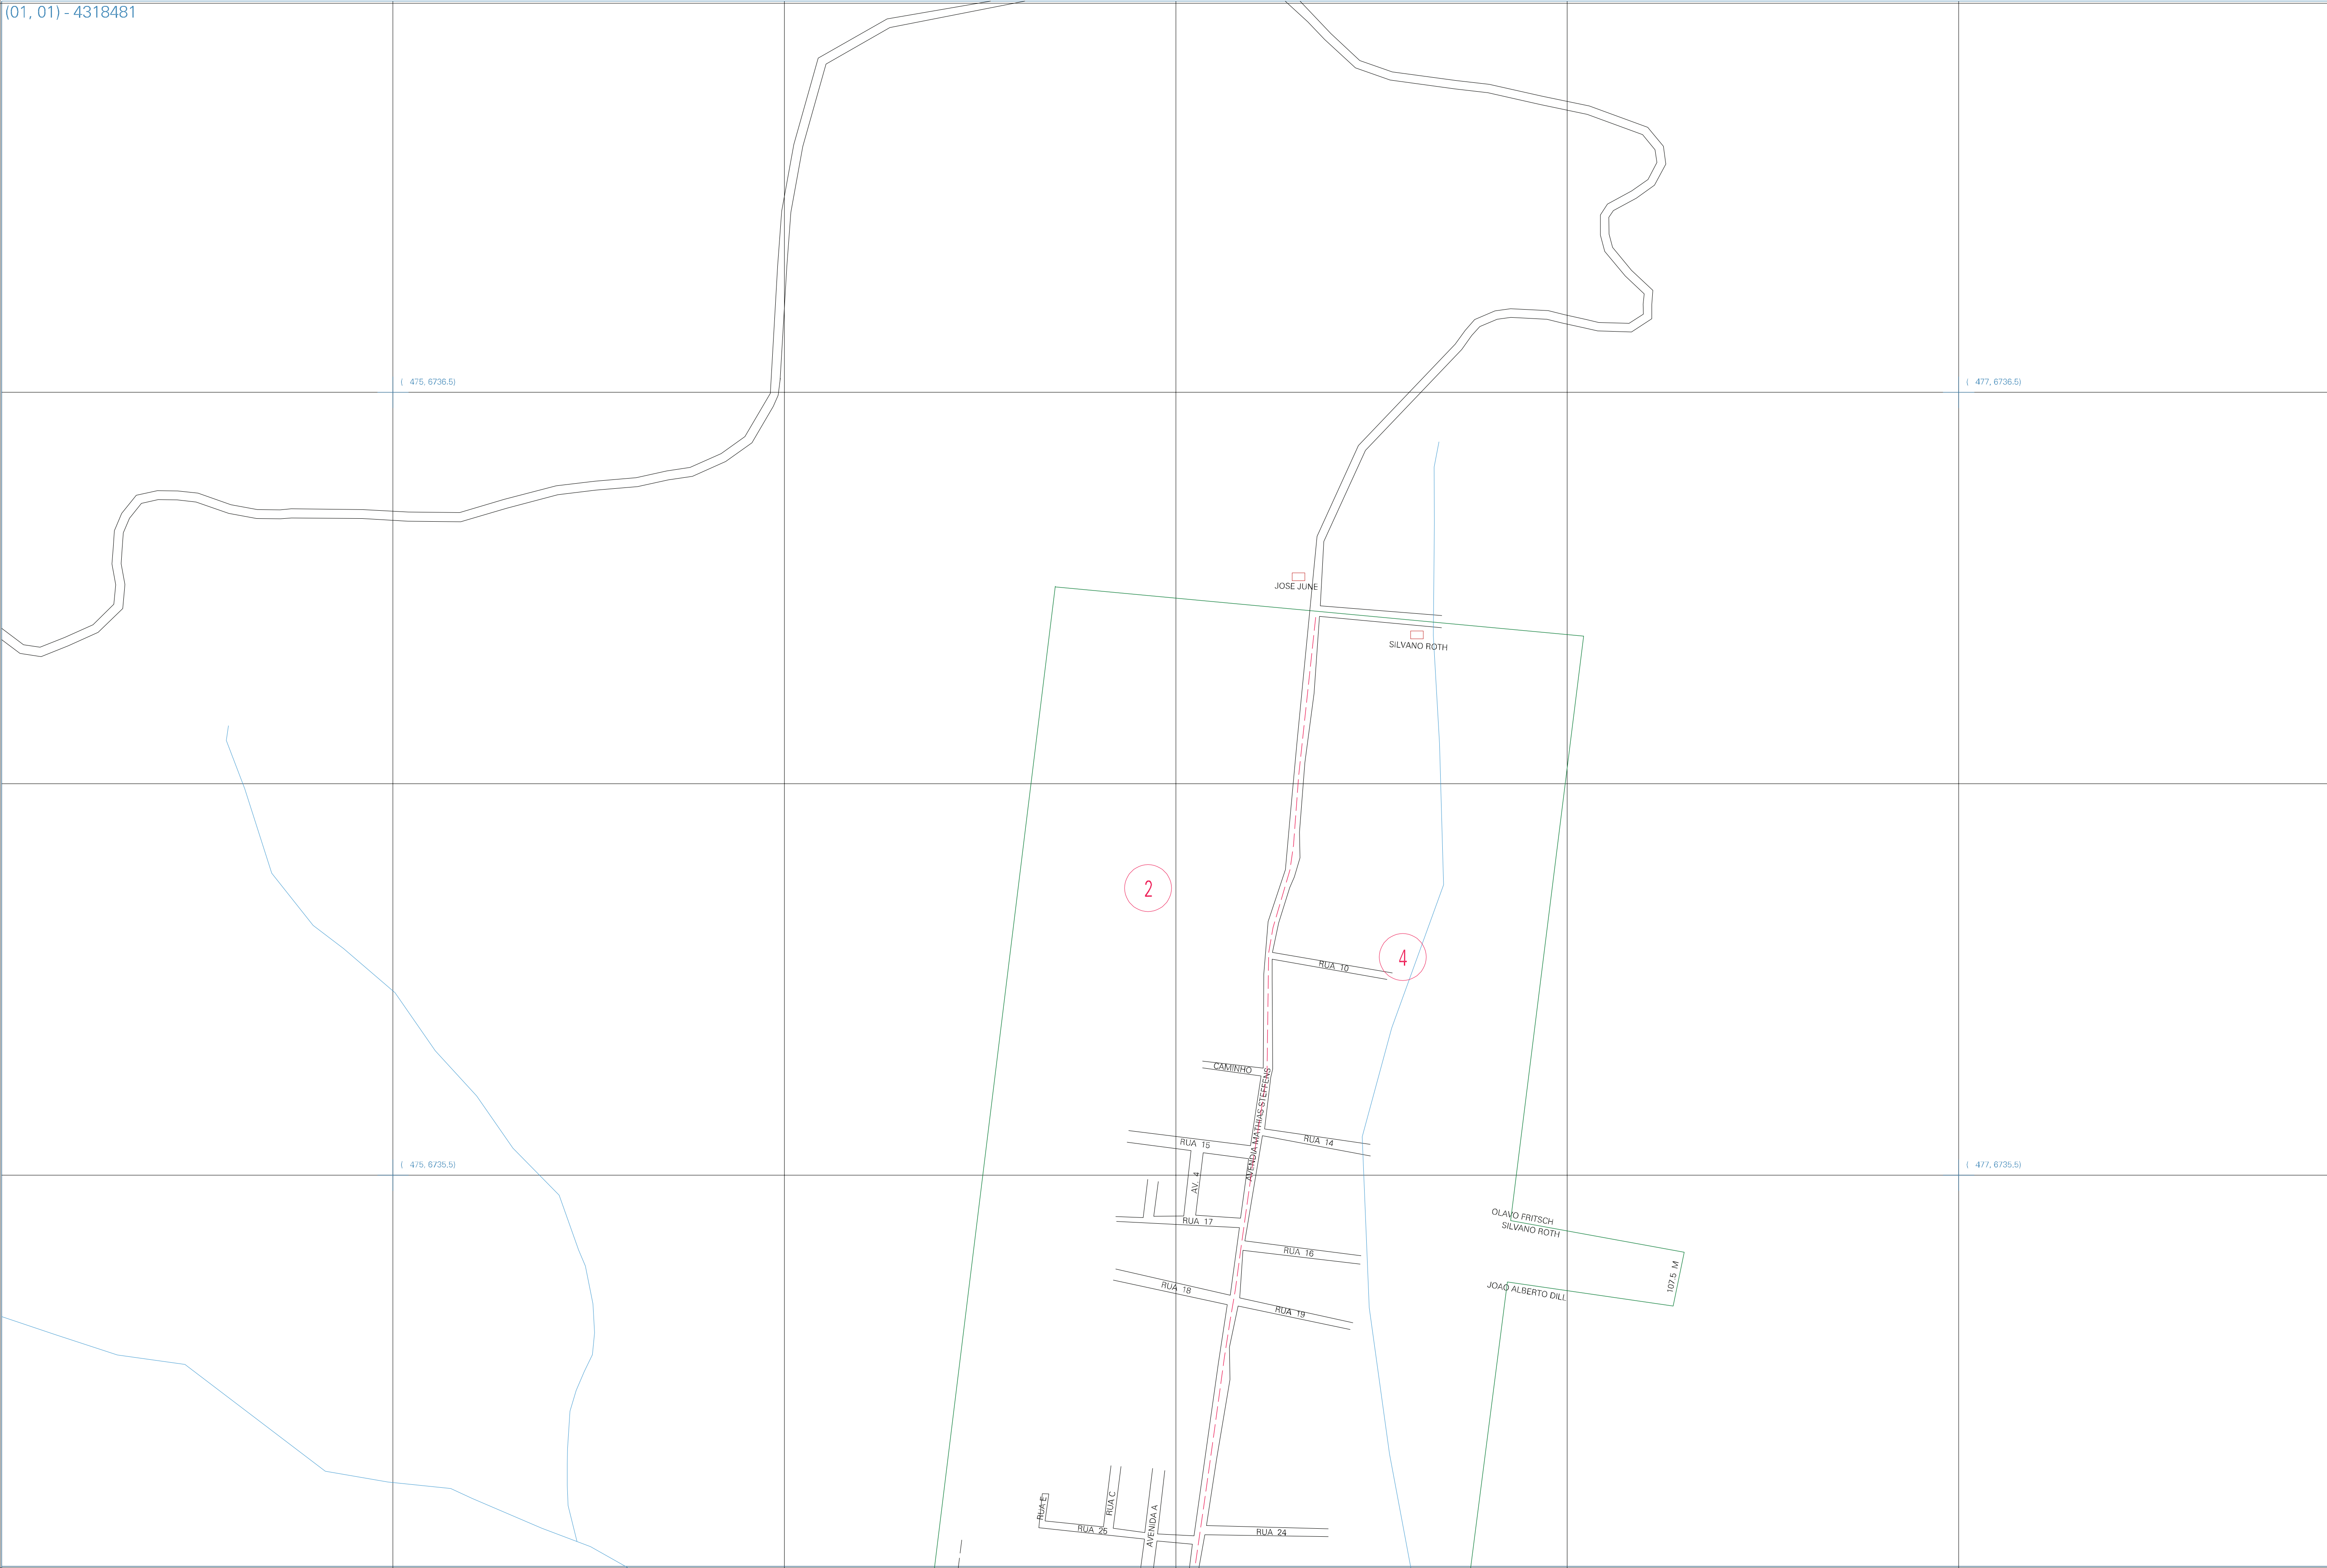 (01, 01) - 4318481
( 475, 6736.5)
( 477, 6736.5)
JOSE JUNE
SILVANO ROTH
2
4
RUA 10
CAMINHO
AVENDIA MATHIAS STEFFENS
RUA 15
RUA 14
( 475, 6735.5)
( 477, 6735.5)
AV. 4
RUA 17
OLAVO FRITSCH
SILVANO ROTH
RUA 16
107.5 M
RUA 18
JOAO ALBERTO DILL
RUA 19
RUA E
RUA C
AVENIDA A
RUA 25
RUA 24